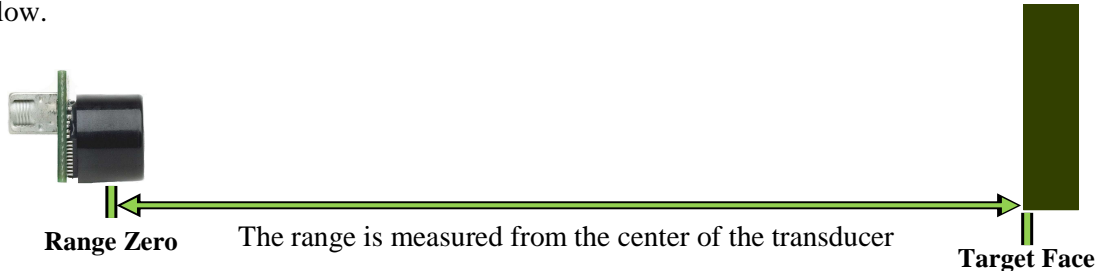 low.
Range Zero
The range is measured from the center of the transducer
Target Face